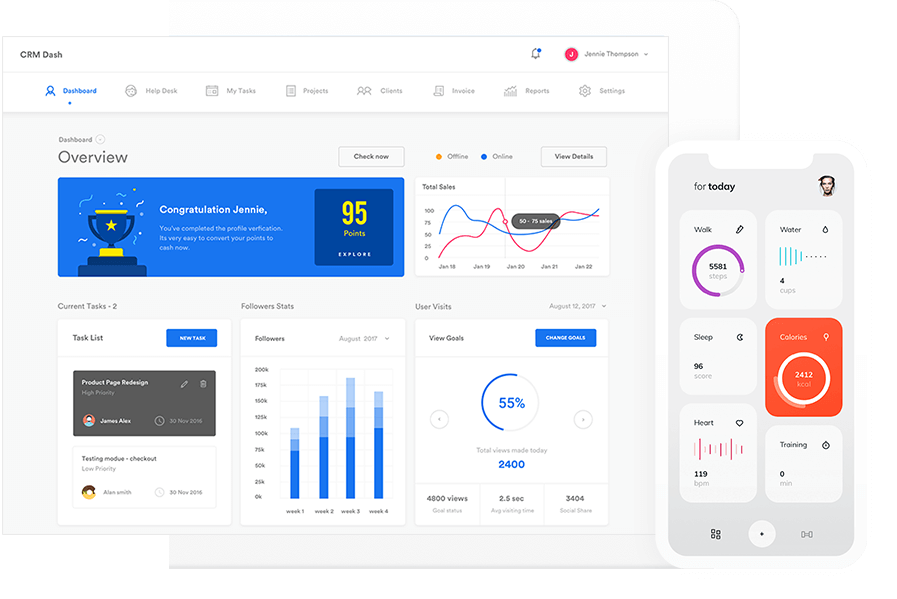 CRM Dash
J
Jennie Thompson
Dashboard
Help Desk
My Tasks
Projects
Clients
Invoice
Reports
Settings
Dashboard
Overview
Check now
Offline
Online
View Details
Congratulation Jennie,
You've completed the profile verfication.
Its very easy to convert your points to
cash now.
95
Points
EXPLORE
Total Sales
100
75
50
25
0
50 - 75 sales
Jan 18
Jan 19
Jan 20
Jan 21
Jan 22
Current Tasks - 2
Task List
NEW TASK
Product Page Redesign
High Priority
James Alex
30 Nov 2016
Testing modue - checkout
Low Priority
Alan smith
30 Nov 2016
Followers Stats
Followers
August 2017
200k
175k
150k
125k
100k
75k
50k
25k
0k
week 1
week 2
week 3
week 4
User Visits
August 12, 2017
View Goals
CHANGE GOALS
55%
Total views made today
2400
4800 views
Goal status
2.5 sec
Avg visiting time
3404
Social Share
for today
Walk
5581
steps
Water
4
cups
Sleep
96
score
Calories
2412
kcal
Heart
119
bpm
Training
0
min